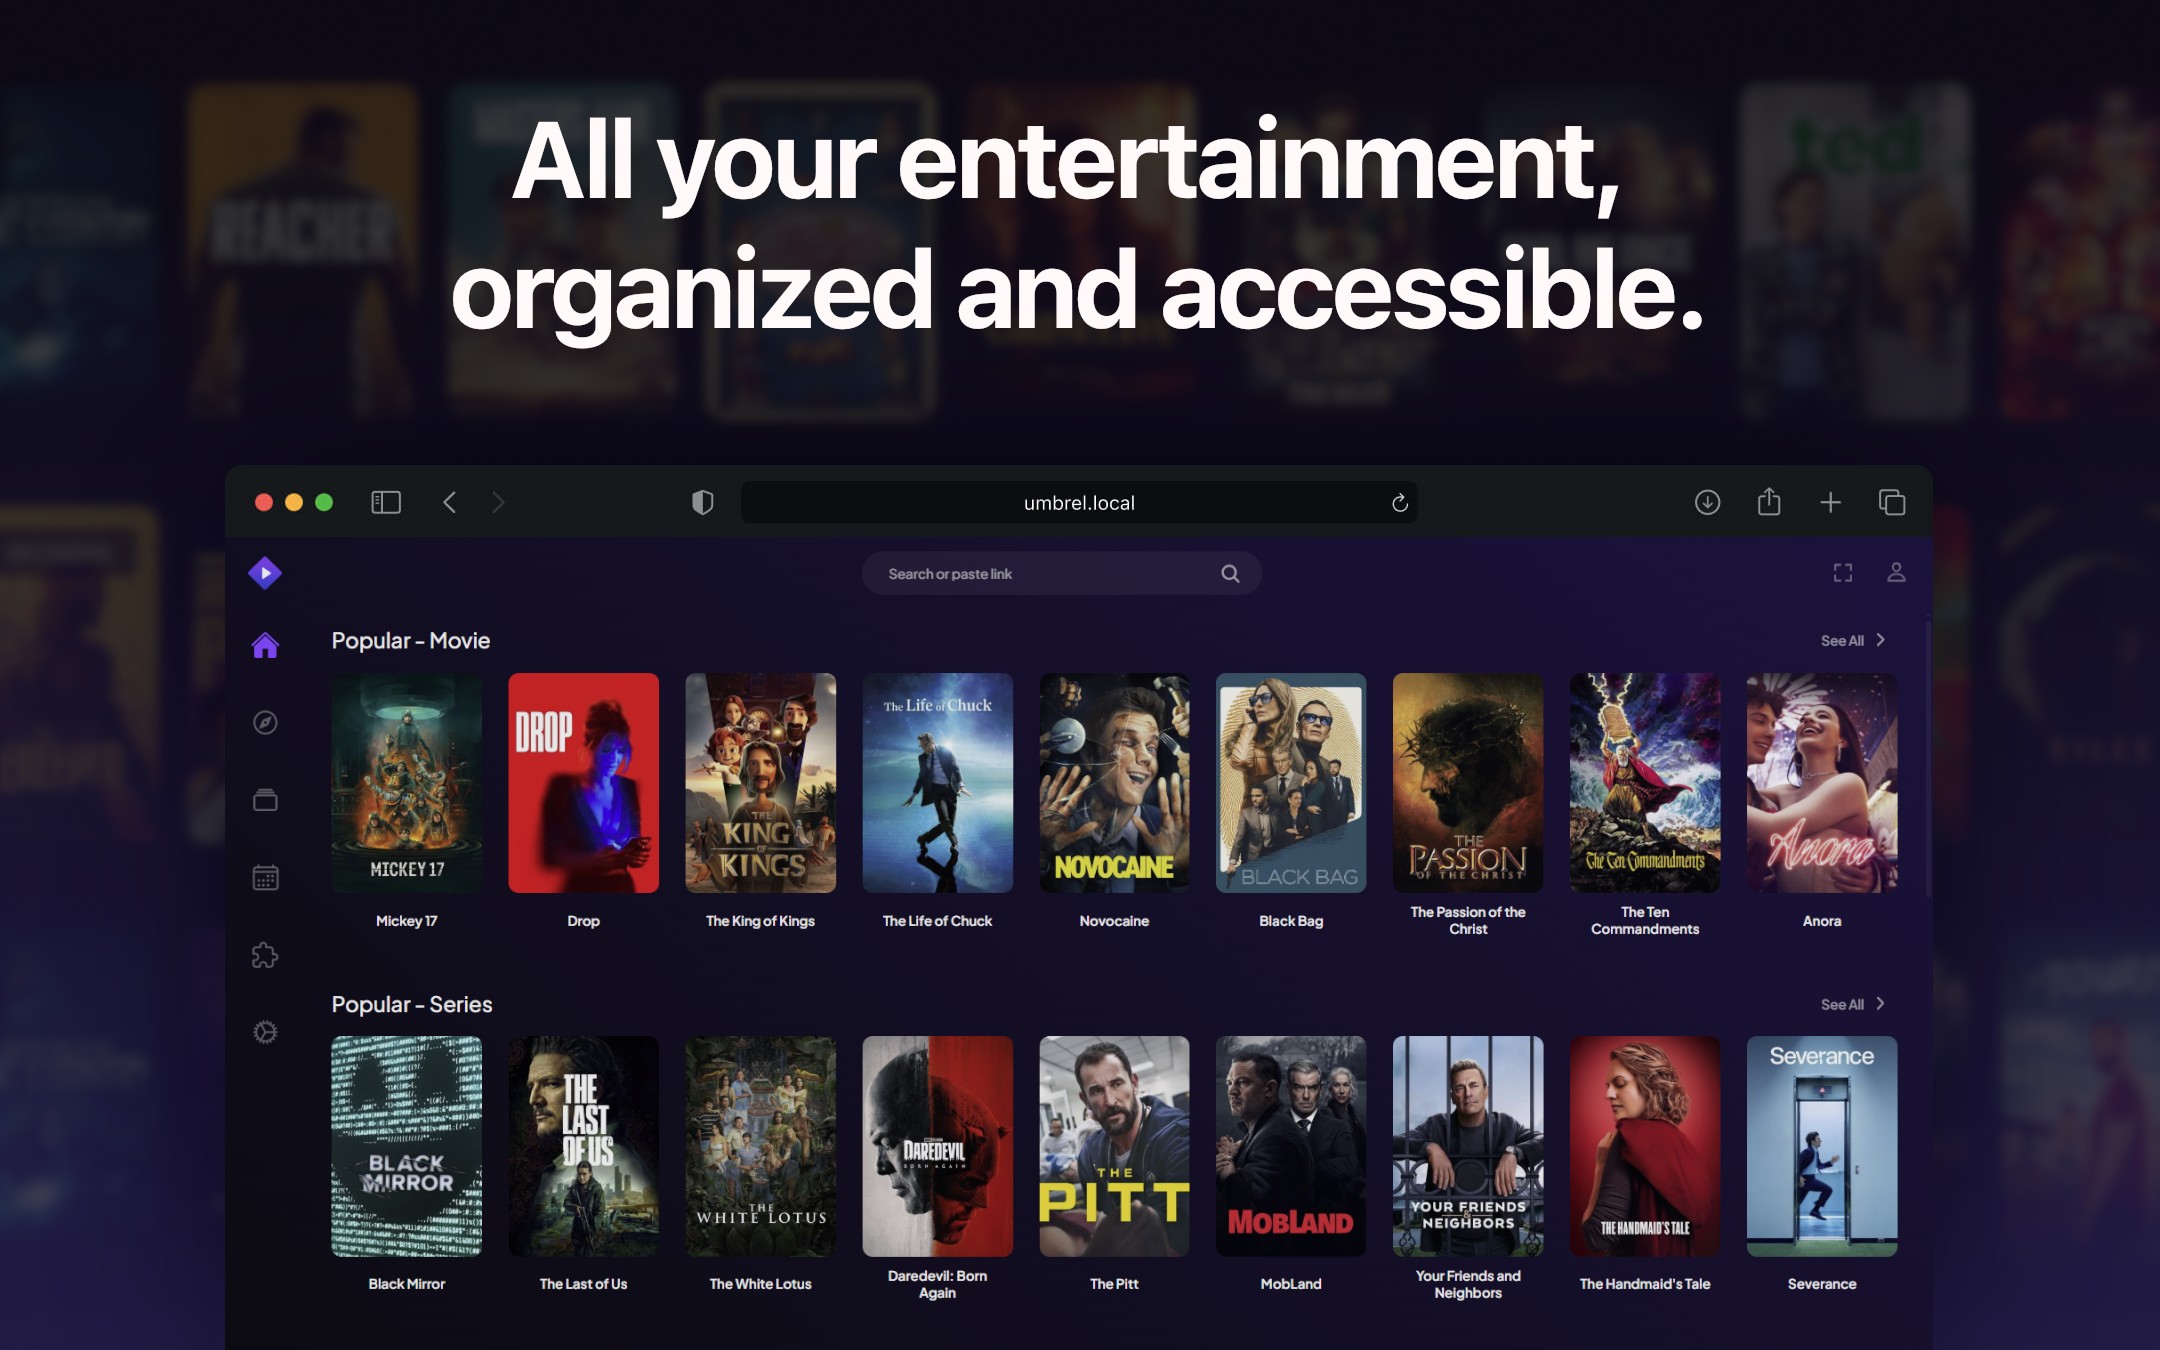 All your entertainment,
organized and accessible.
REACHER
ted
umbrel.local
Search or paste link
Popular - Movie
See All
MICKEY 17
DROP
THE
KING
OF
KINGS
The Life of Chuck
NOVOCAINE
BLACK BAG
THE
PASSION
OF THE CHRIST
The Ten Commandments
Anora
Mickey 17
Drop
The King of Kings
The Life of Chuck
Novocaine
Black Bag
The Passion of the
Christ
The Ten
Commandments
Anora
Popular - Series
See All
BLACK
MIRROR
THE
LAST
OF US
THE
WHITE LOTUS
DAREDEVIL
BORN AGAIN
THE
PITT
MOBLAND
YOUR FRIENDS
&
NEIGHBORS
THE HANDMAID'S TALE
Severance
Black Mirror
The Last of Us
The White Lotus
Daredevil: Born
Again
The Pitt
MobLand
Your Friends and
Neighbors
The Handmaid's Tale
Severance